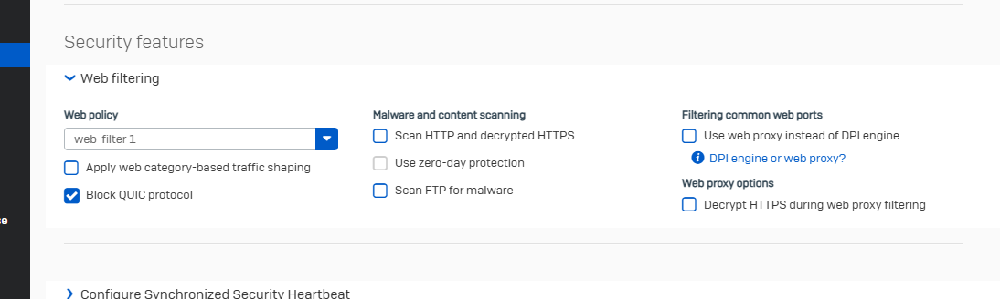 Security features
Web filtering
Web policy
web-filter 1
Apply web category-based traffic shaping
Block QUIC protocol
Malware and content scanning
Scan HTTP and decrypted HTTPS
Use zero-day protection
Scan FTP for malware
Filtering common web ports
Use web proxy instead of DPI engine
DPI engine or web proxy?
Web proxy options
Decrypt HTTPS during web proxy filtering
se
Configure Synchronized Security Heartbeat